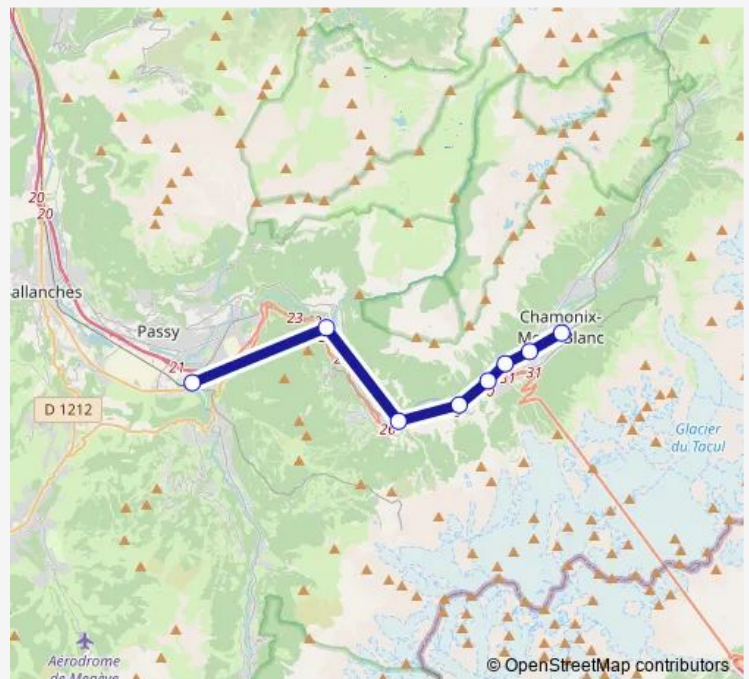 20
20
allanches
Passy
23
21
D 1212
26
Chamonix-
Mo Blanc
31
31
Glacier
du Tacul
Aérodrome
de Megève
© OpenStreetMap contributors